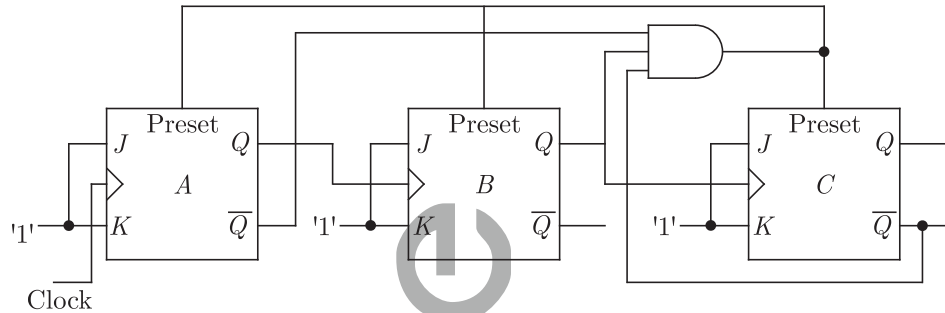 Preset
J
Q
A
'1'
K
Q̅
Clock
Preset
J
Q
B
'1'
K
Q̅
Preset
J
Q
C
'1'
K
Q̅